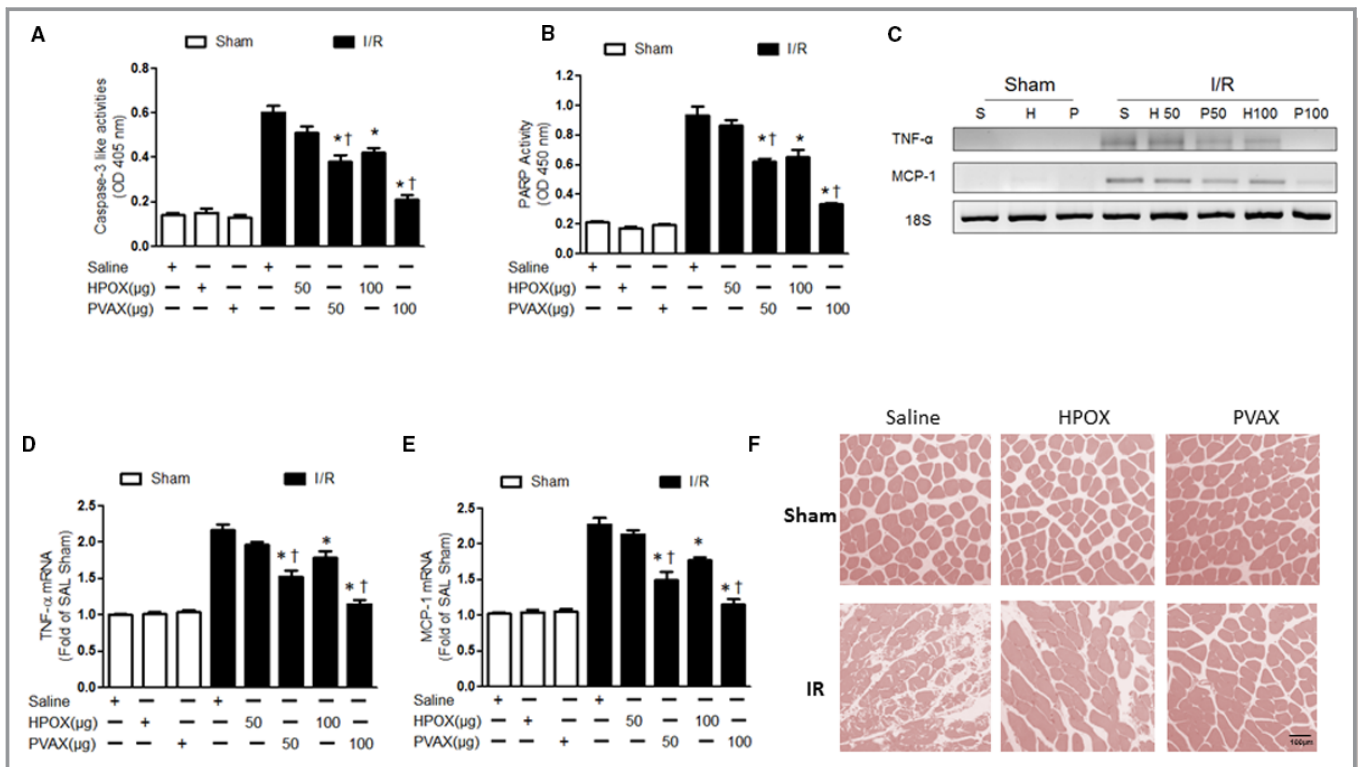 A
Sham I/R
Caspase-3 like activities
(OD 405 nm)
0.8
0.6
0.4
0.2
0.0
*† * *†
Saline + − − + − − − −
HPOX(µg) − + − − 50 − 100 −
PVAX(µg) − − + − − 50 − 100
B
Sham I/R
PARP Activity
(OD 450 nm)
1.2
1.0
0.8
0.6
0.4
0.2
0.0
*† * *†
Saline + − − + − − − −
HPOX(µg) − + − − 50 − 100 −
PVAX(µg) − − + − − 50 − 100
C
Sham I/R
S H P S H 50 P50 H100 P100
TNF-α
MCP-1
18S
D
Sham I/R
TNF-α mRNA
(Fold of SAL Sham)
2.5
2.0
1.5
1.0
0.5
0.0
*† * *†
Saline + − − + − − − −
HPOX(µg) − + − − 50 − 100 −
PVAX(µg) − − + − − 50 − 100
E
Sham I/R
MCP-1 mRNA
(Fold of SAL Sham)
2.5
2.0
1.5
1.0
0.5
0.0
*† * *†
Saline + − − + − − − −
HPOX(µg) − + − − 50 − 100 −
PVAX(µg) − − + − − 50 − 100
F
Saline HPOX PVAX
Sham
IR
100µm